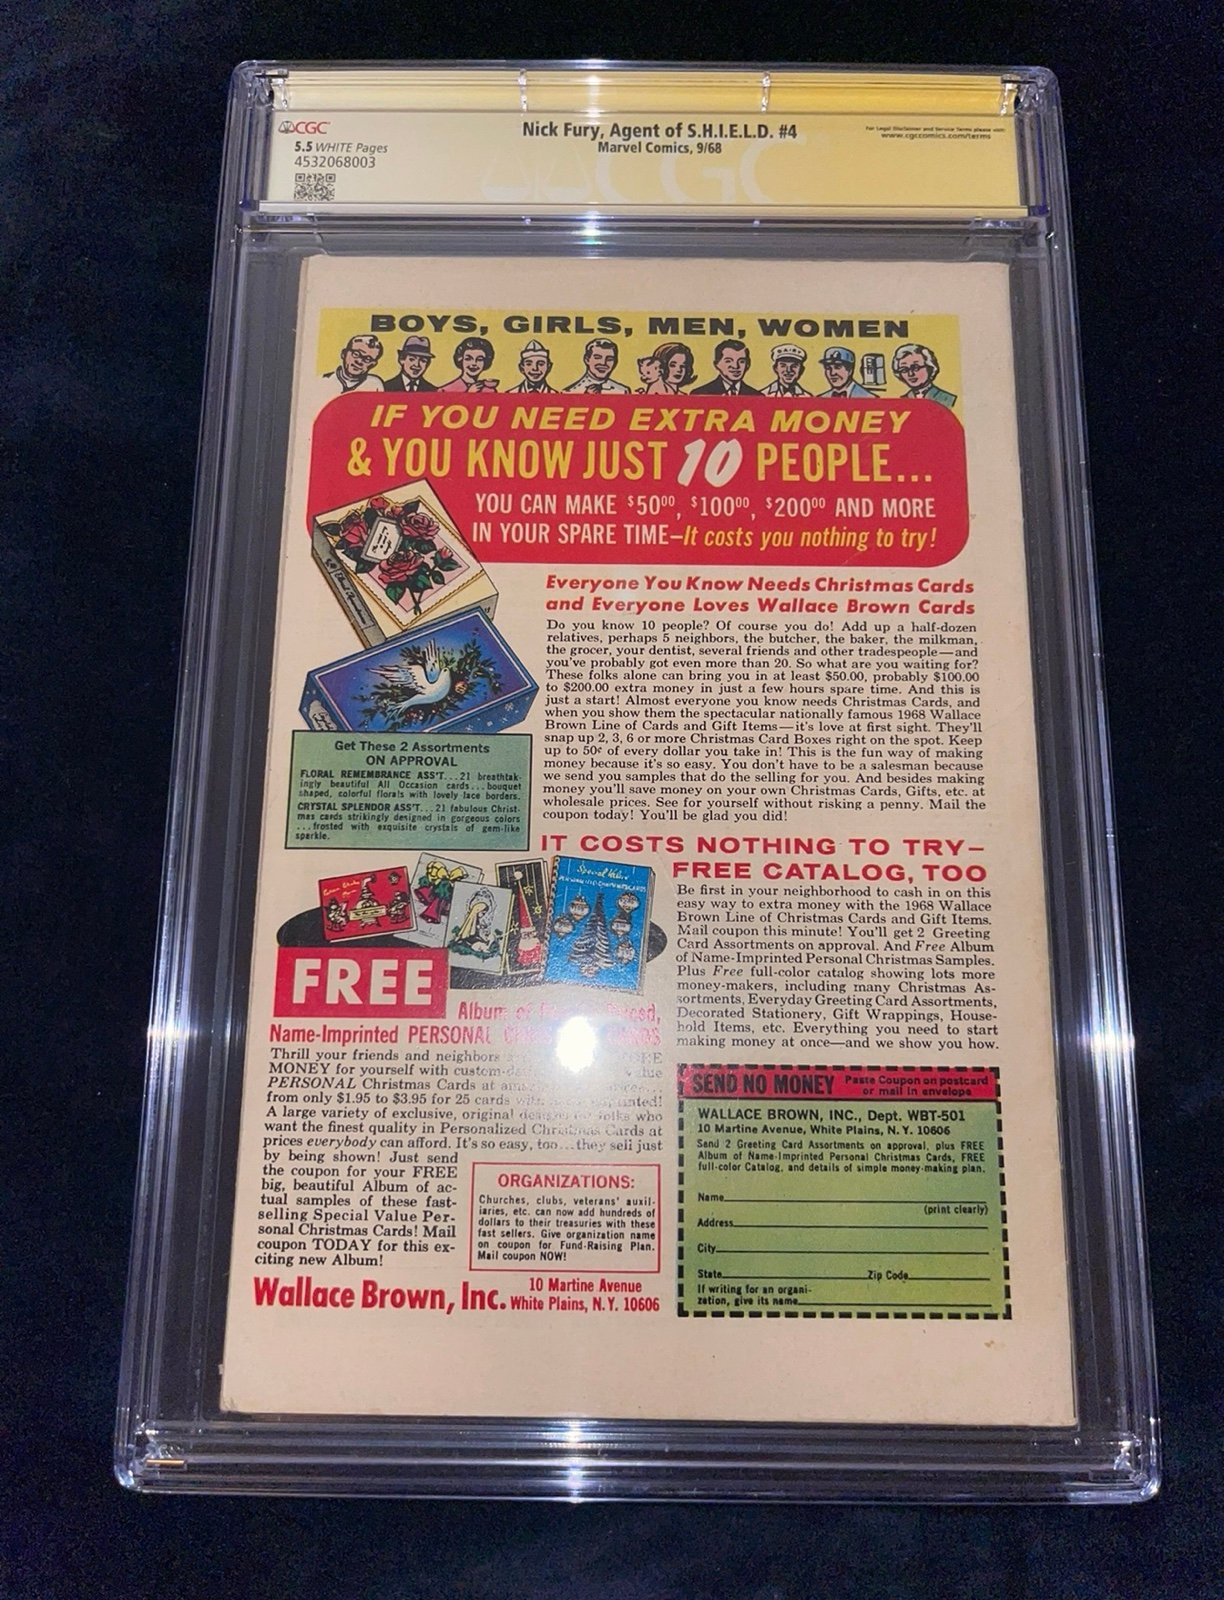 CGC
5.5 WHITE Pages
4532068003
Nick Fury, Agent of S.H.I.E.L.D. #4
Marvel Comics, 9/68
For Legal Disclaimer and Service Terms please visit:
www.cgccomics.com/terms
CGC
BOYS, GIRLS, MEN, WOMEN
IF YOU NEED EXTRA MONEY
& YOU KNOW JUST 10 PEOPLE...
YOU CAN MAKE $50.00, $100.00, $200.00 AND MORE
IN YOUR SPARE TIME—It costs you nothing to try!
Everyone You Know Needs Christmas Cards
and Everyone Loves Wallace Brown Cards
Do you know 10 people? Of course you do! Add up a half-dozen
relatives, perhaps 5 neighbors, the butcher, the baker, the milkman,
the grocer, your dentist, several friends and other tradespeople—and
you've probably got even more than 20. So what are you waiting for?
These folks alone can bring you in at least $50.00, probably $100.00
to $200.00 extra money in just a few hours spare time. And this is
just a start! Almost everyone you know needs Christmas Cards, and
when you show them the spectacular nationally famous 1968 Wallace
Brown Line of Cards and Gift Items—it's love at first sight. They'll
snap up 2, 3, 6 or more Christmas Card Boxes right on the spot. Keep
up to 50¢ of every dollar you take in! This is the fun way of making
money because it's so easy. You don't have to be a salesman because
we send you samples that do the selling for you. And besides making
money you'll save money on your own Christmas Cards, Gifts, etc. at
wholesale prices. See for yourself without risking a penny. Mail the
coupon today! You'll be glad you did!
Get These 2 Assortments
ON APPROVAL
FLORAL REMEMBRANCE ASS'T...21 breathtak-
ingly beautiful All Occasion cards...bouquet
shaped, colorful florals with lovely lace borders.
CRYSTAL SPLENDOR ASS'T...21 fabulous Christ-
mas cards strikingly designed in gorgeous colors
...frosted with exquisite crystals of gem-like
sparkle.
IT COSTS NOTHING TO TRY—
FREE CATALOG, TOO
Be first in your neighborhood to cash in on this
easy way to extra money with the 1968 Wallace
Brown Line of Christmas Cards and Gift Items.
Mail coupon this minute! You'll get 2 Greeting
Card Assortments on approval. And Free Album
of Name-Imprinted Personal Christmas Samples.
Plus Free full-color catalog showing lots more
money-makers, including many Christmas As-
sortments, Everyday Greeting Card Assortments,
Decorated Stationery, Gift Wrappings, House-
hold Items, etc. Everything you need to start
making money at once—and we show you how.
Special Value
FREE
Album of
Name-Imprinted PERSONAL
Thrill your friends and neighbors
MONEY for yourself with
PERSONAL Christmas Cards at
from only $1.95 to $3.95 for 25 cards
A large variety of exclusive, original folks who
want the finest quality in Personalized Christmas Cards at
prices everybody can afford. It's so easy, too...they sell just
by being shown! Just send
the coupon for your FREE
big, beautiful Album of ac-
tual samples of these fast-
selling Special Value Per-
sonal Christmas Cards! Mail
coupon TODAY for this ex-
citing new Album!
ORGANIZATIONS:
Churches, clubs, veterans' auxil-
iaries, etc. can now add hundreds of
dollars to their treasuries with these
fast sellers. Give organization name
on coupon for Fund-Raising Plan.
Mail coupon NOW!
Wallace Brown, Inc. 10 Martine Avenue
White Plains, N.Y. 10606
SEND NO MONEY Paste Coupon on postcard
or mail in envelope
WALLACE BROWN, INC., Dept. WBT-501
10 Martine Avenue, White Plains, N.Y. 10606
Send 2 Greeting Card Assortments on approval, plus FREE
Album of Name-Imprinted Personal Christmas Cards, FREE
full-color Catalog, and details of simple money-making plan.
Name
(print clearly)
Address
City
State Zip Code
If writing for an organi-
zation, give its name